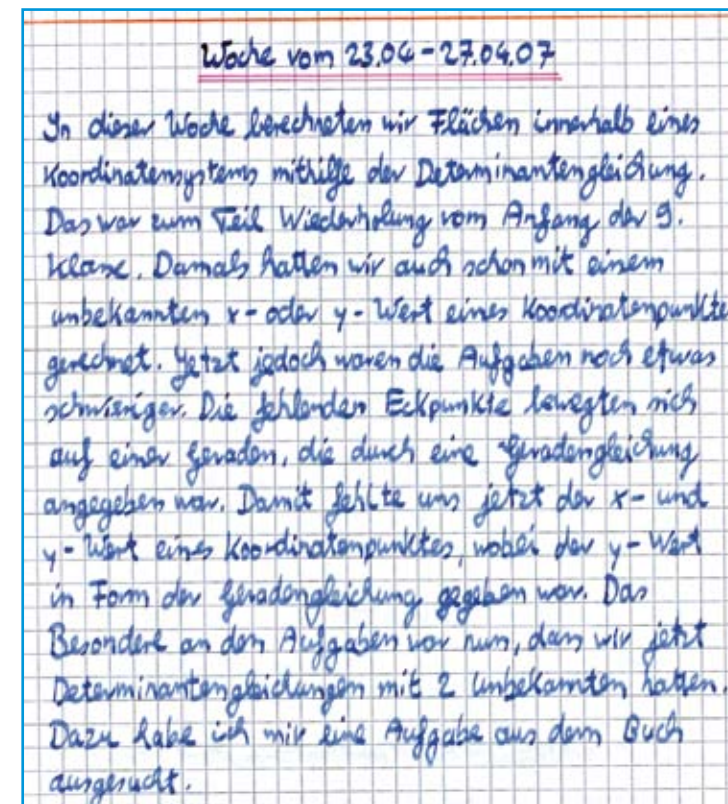 Woche vom 23.04 - 27.04.07
In dieser Woche berechneten wir Flächen innerhalb eines
Koordinatensystems mithilfe der Determinantengleichung.
Das war zum Teil Wiederholung vom Anfang der 9.
Klasse. Damals hatten wir auch schon mit einem
unbekannten x- oder y-Wert eines Koordinatenpunktes
gerechnet. Jetzt jedoch waren die Aufgaben noch etwas
schwieriger. Die fehlenden Eckpunkte bewegten sich
auf einer Geraden, die durch eine Geradengleichung
angegeben war. Damit fehlte uns jetzt der x- und
y-Wert eines Koordinatenpunktes, wobei der y-Wert
in Form der Geradengleichung gegeben war. Das
Besondere an den Aufgaben war nun, dass wir jetzt
Determinantengleichungen mit 2 Unbekannten hatten.
Dazu habe ich mir eine Aufgabe aus dem Buch
ausgesucht.